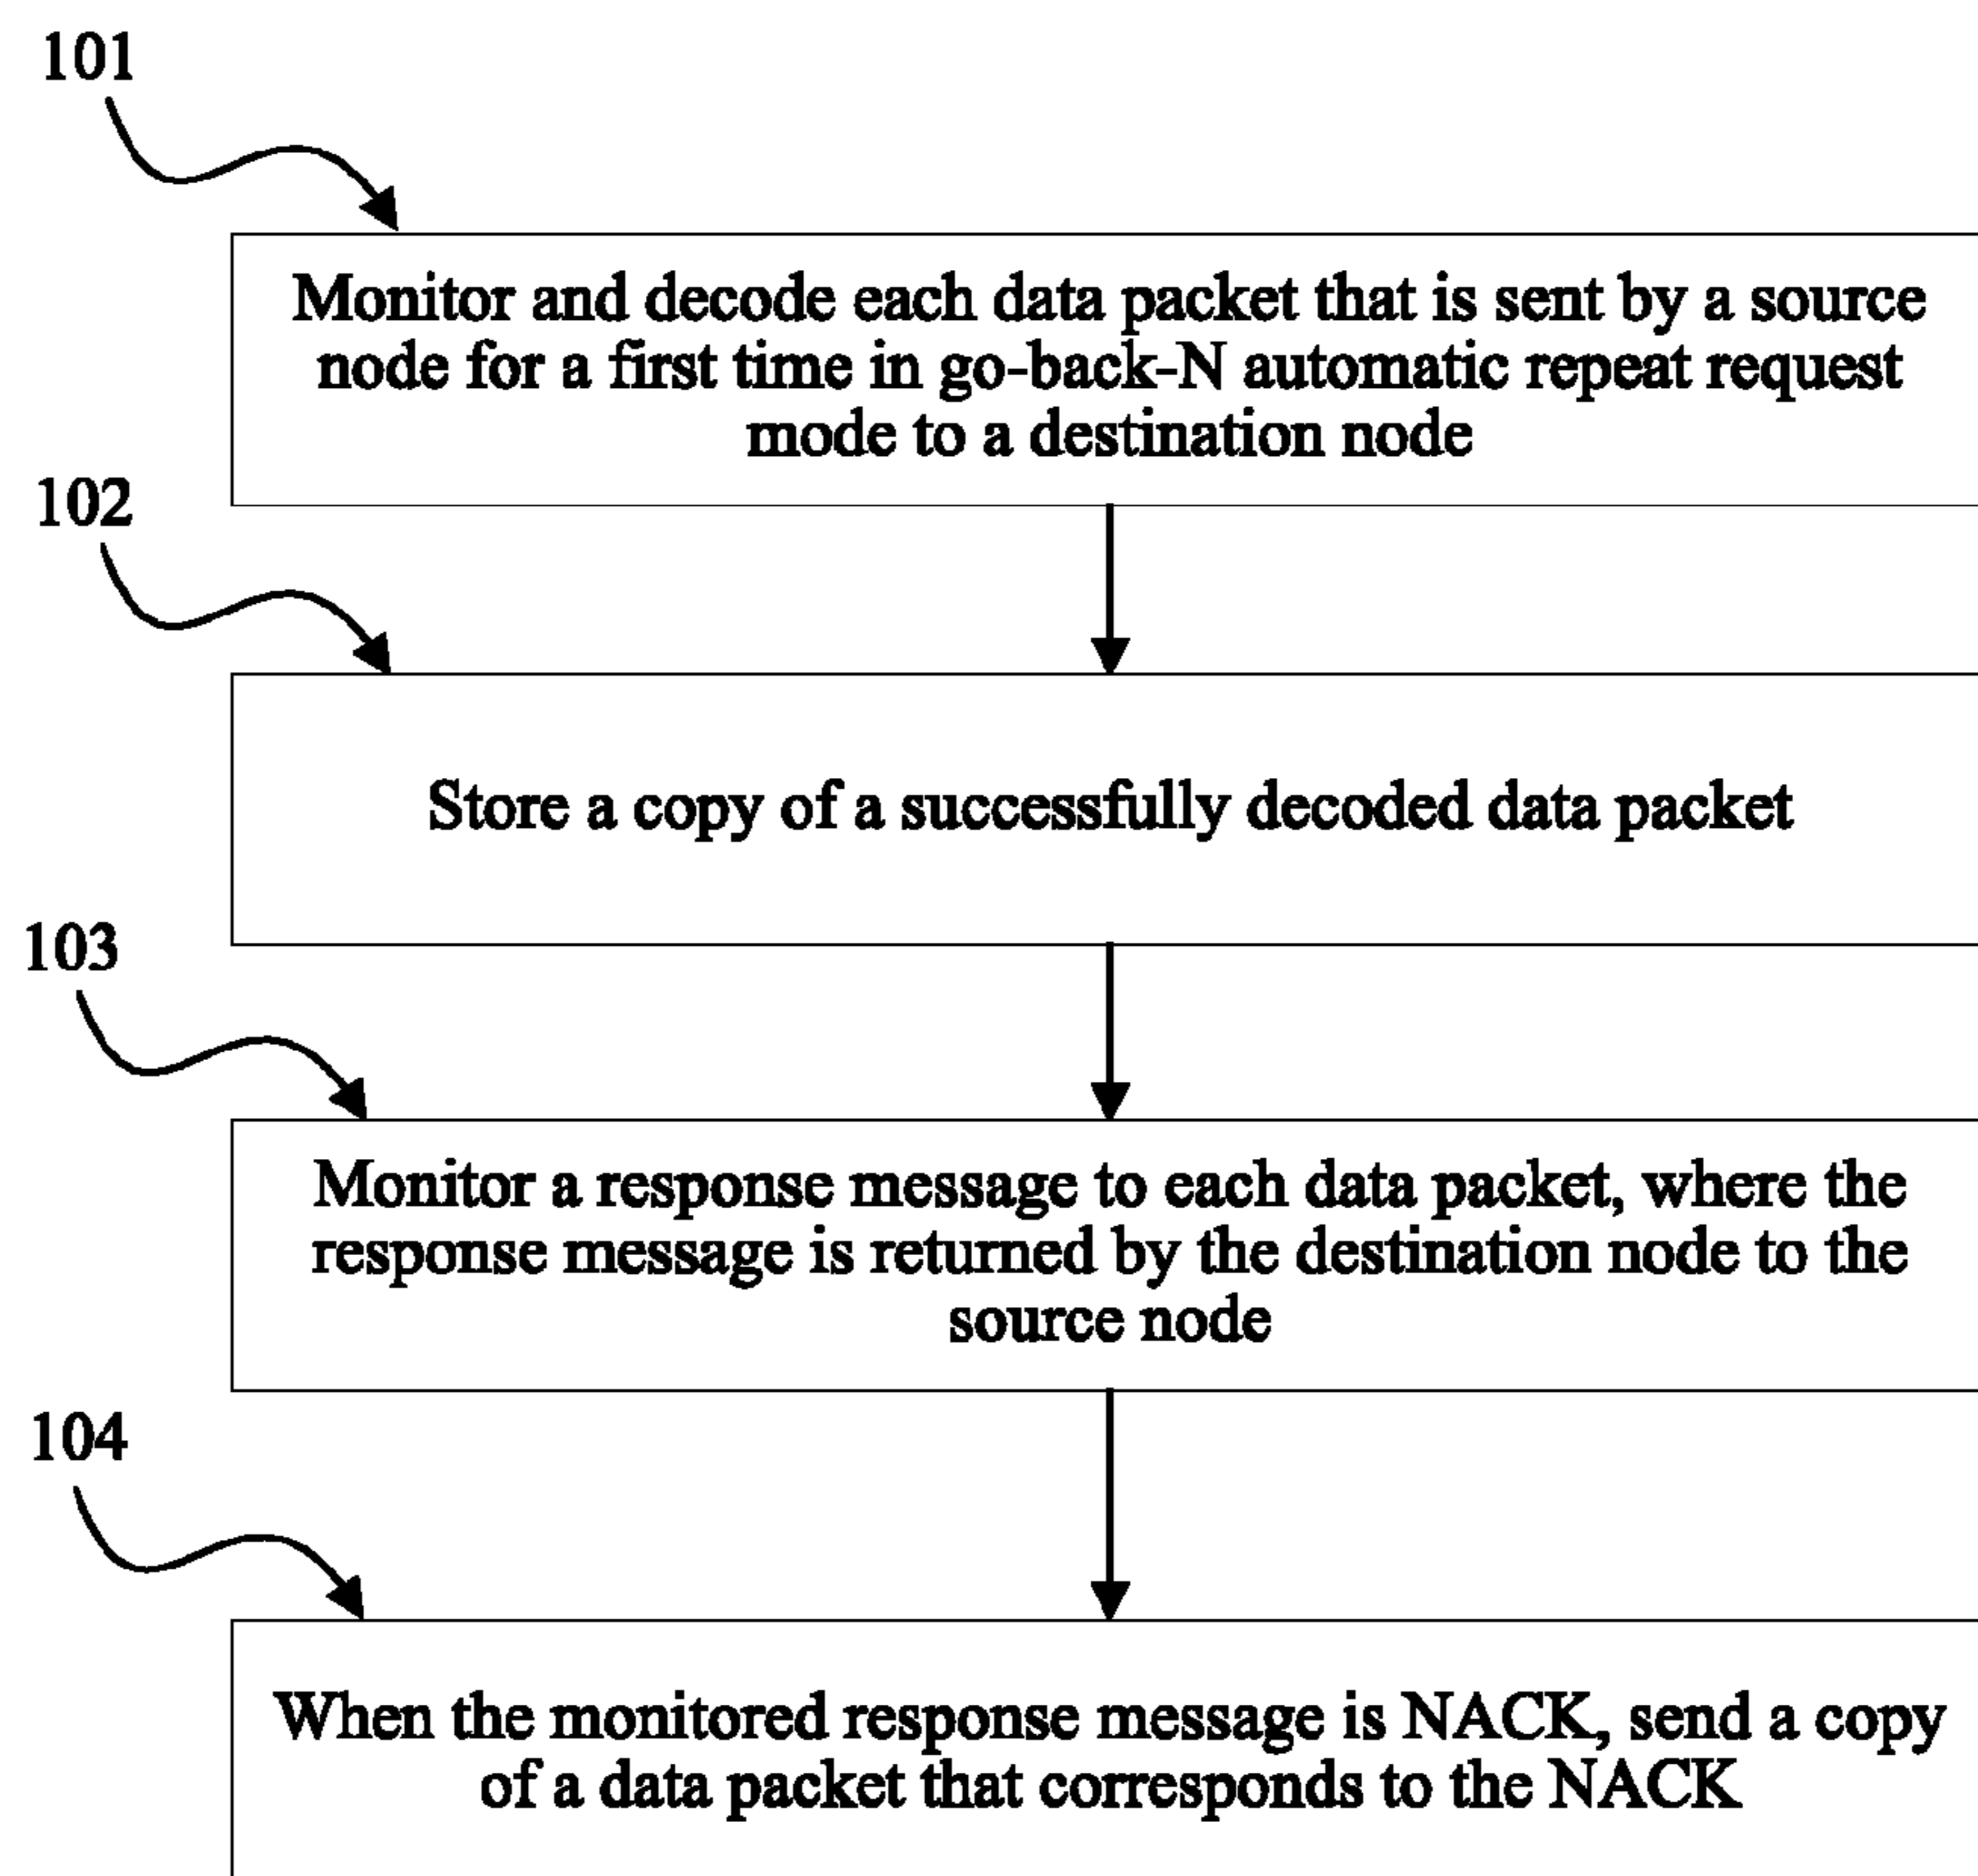 101
Monitor and decode each data packet that is sent by a source
node for a first time in go-back-N automatic repeat request
mode to a destination node
102
Store a copy of a successfully decoded data packet
103
Monitor a response message to each data packet, where the
response message is returned by the destination node to the
source node
104
When the monitored response message is NACK, send a copy
of a data packet that corresponds to the NACK